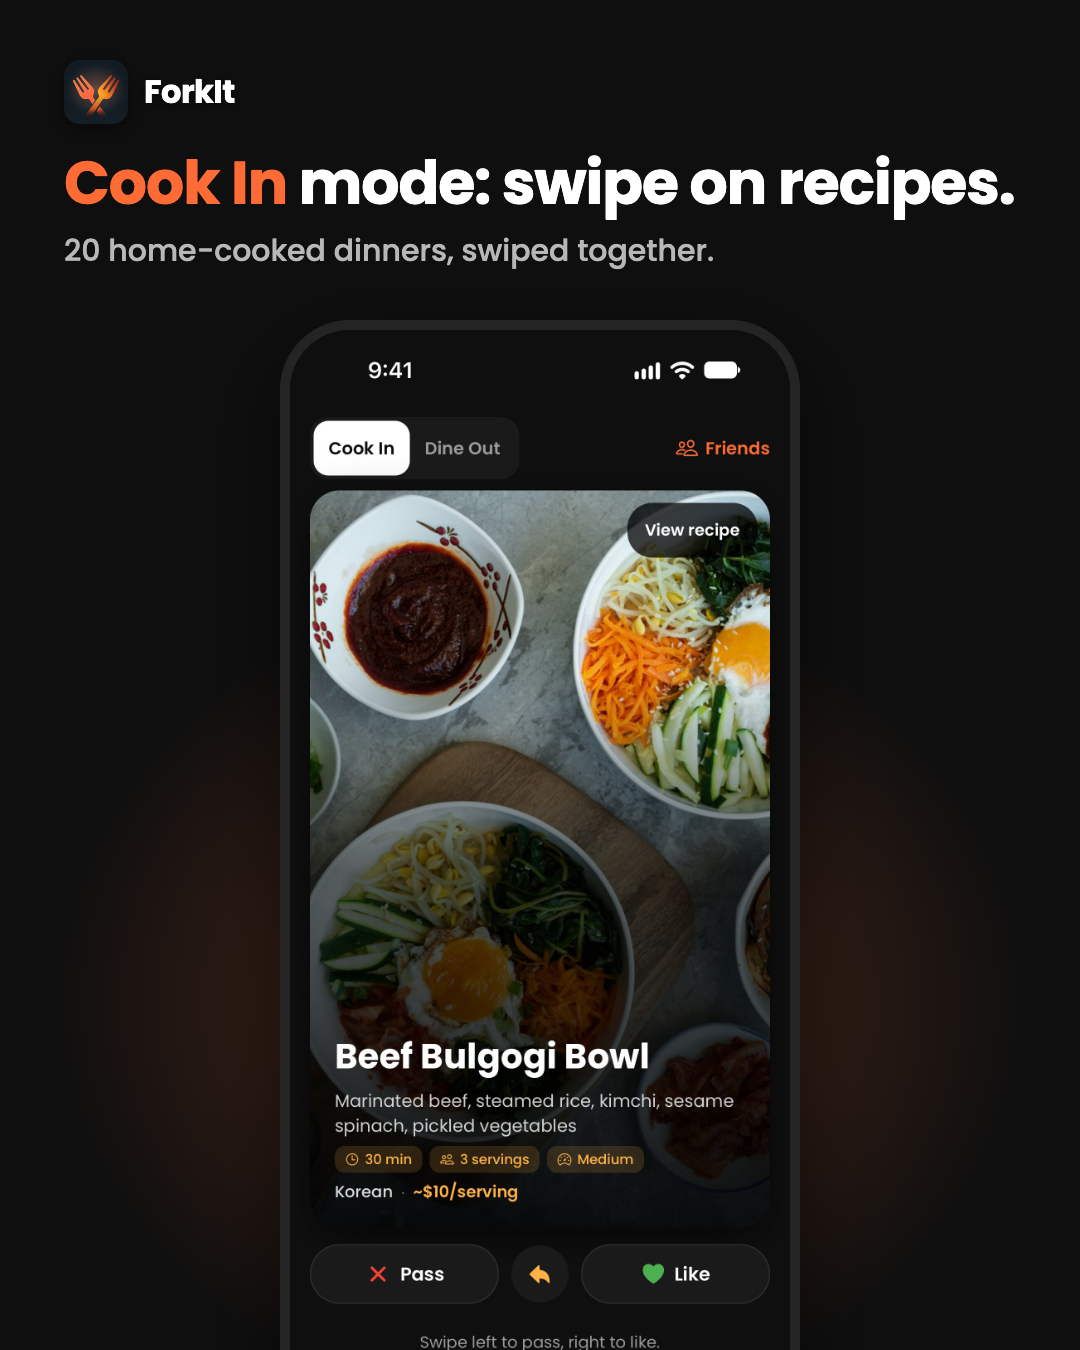 ForkIt
Cook In mode: swipe on recipes.
20 home-cooked dinners, swiped together.
9:41
Cook In
Dine Out
Friends
View recipe
Beef Bulgogi Bowl
Marinated beef, steamed rice, kimchi, sesame
spinach, pickled vegetables
30 min
3 servings
Medium
Korean · ~$10/serving
Pass
Like
Swipe left to pass, right to like.